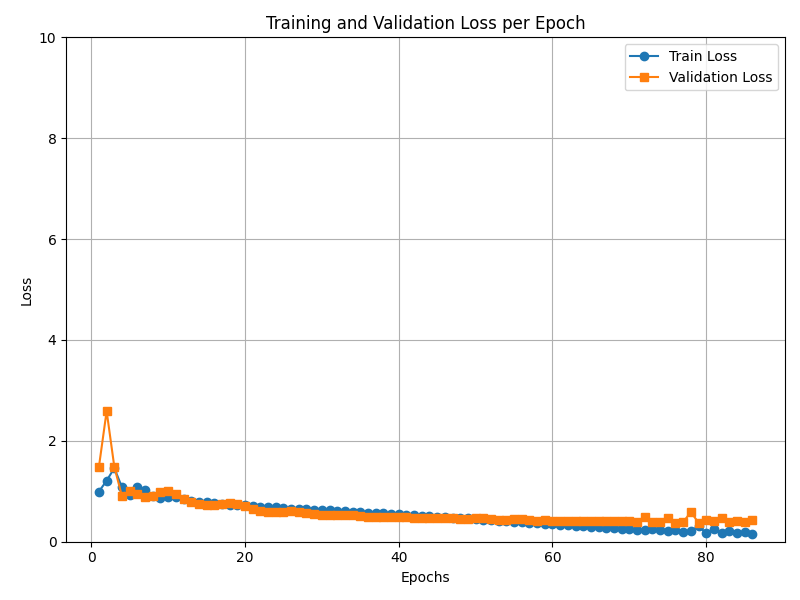 Training and Validation Loss per Epoch
10
8
6
4
2
0
Loss
Train Loss
Validation Loss
0 20 40 60 80
Epochs